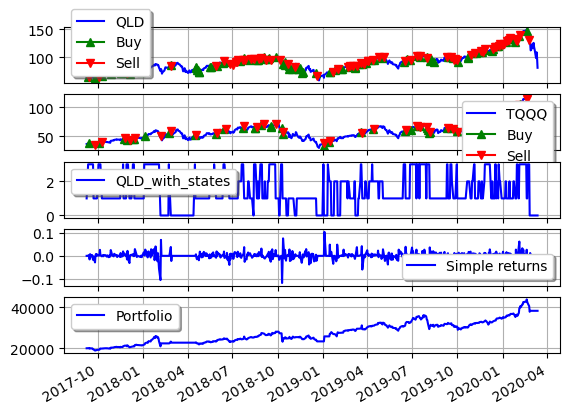 QLD
Buy
Sell
150
100
TQQQ
Buy
Sell
100
50
QLD_with_states
2
0
0.1
0.0
−0.1
Simple returns
Portfolio
40000
20000
2017-10
2018-01
2018-04
2018-07
2018-10
2019-01
2019-04
2019-07
2019-10
2020-01
2020-04